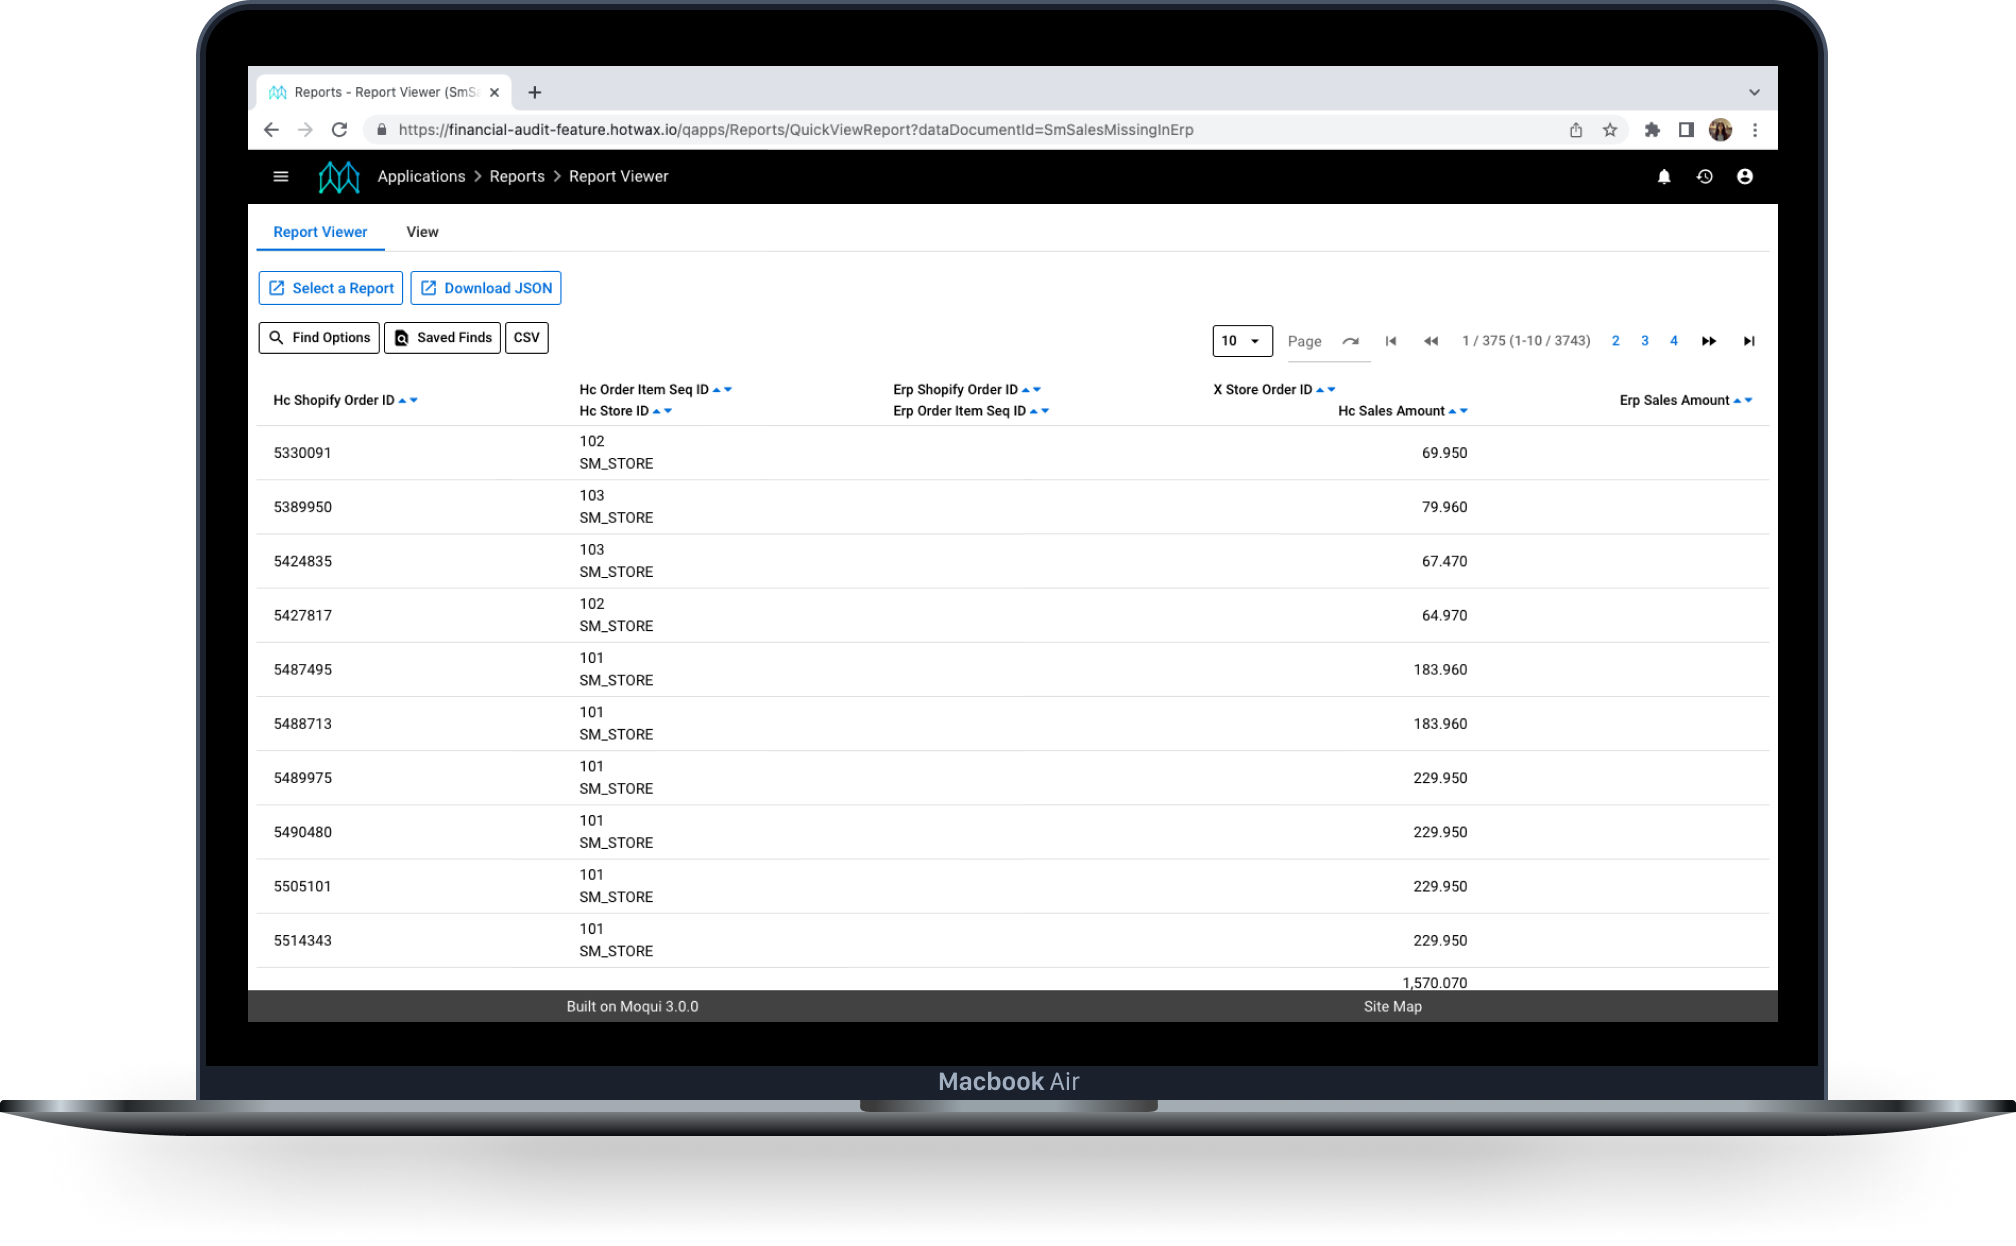 Reports - Report Viewer (SmSa
https://financial-audit-feature.hotwax.io/qapps/Reports/QuickViewReport?dataDocumentId=SmSalesMissingInErp
Applications > Reports > Report Viewer
Report Viewer View
Select a Report Download JSON
Find Options Saved Finds CSV
10 Page 1 / 375 (1-10 / 3743) 2 3 4
Hc Shopify Order ID
Hc Order Item Seq ID
Hc Store ID
Erp Shopify Order ID
Erp Order Item Seq ID
X Store Order ID
Hc Sales Amount
Erp Sales Amount
5330091
102
SM_STORE
69.950
5389950
103
SM_STORE
79.960
5424835
103
SM_STORE
67.470
5427817
102
SM_STORE
64.970
5487495
101
SM_STORE
183.960
5488713
101
SM_STORE
183.960
5489975
101
SM_STORE
229.950
5490480
101
SM_STORE
229.950
5505101
101
SM_STORE
229.950
5514343
101
SM_STORE
229.950
1,570.070
Built on Moqui 3.0.0 Site Map
Macbook Air